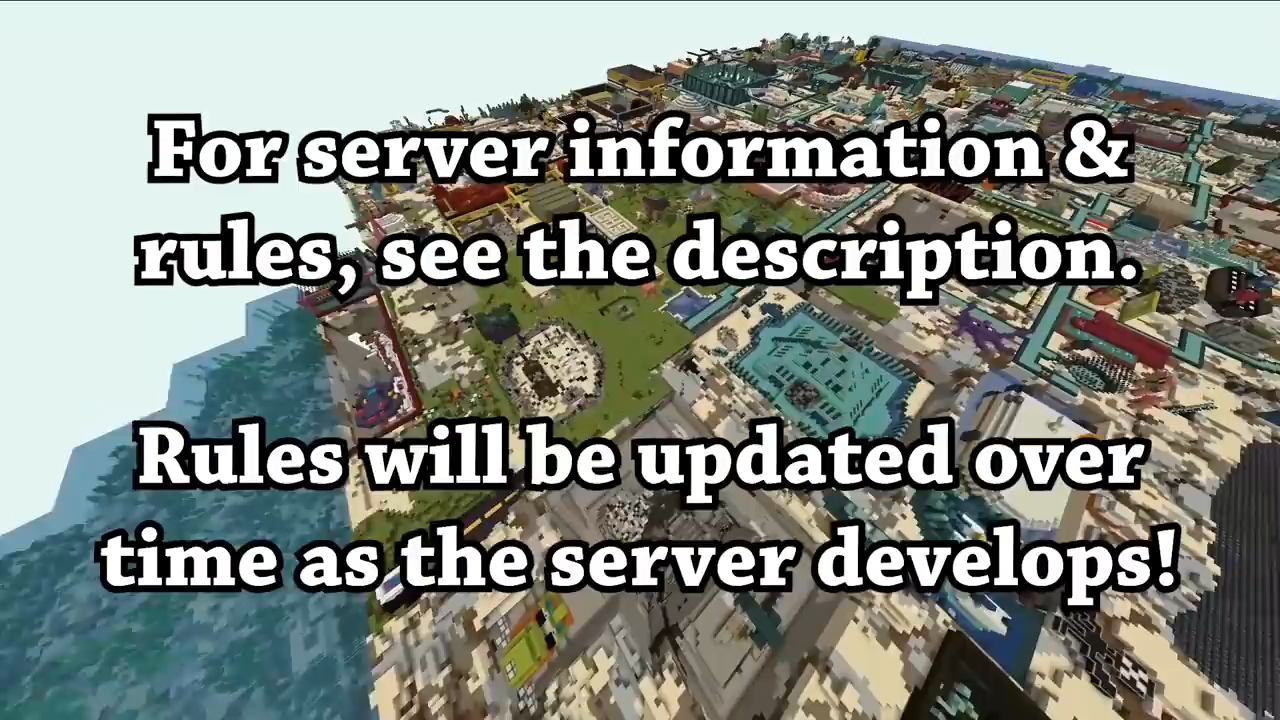 For server information &
rules, see the description.
Rules will be updated over
time as the server develops!